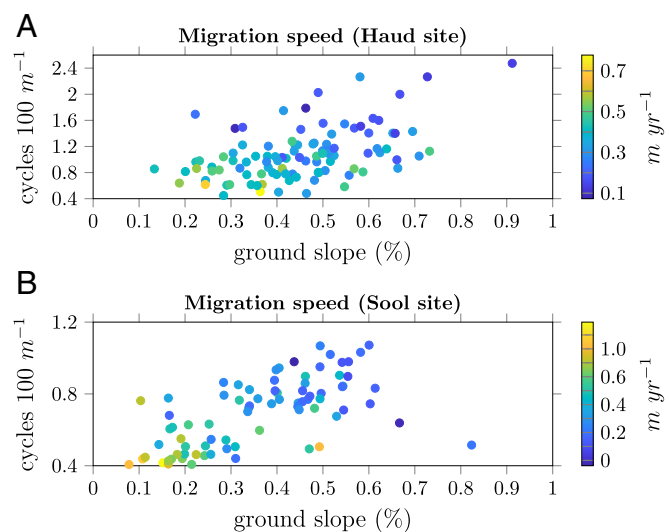 A
Migration speed (Haud site)
cycles 100 m⁻¹
2.4
2
1.6
1.2
0.8
0.4
0 0.1 0.2 0.3 0.4 0.5 0.6 0.7 0.8 0.9 1
ground slope (%)
0.7
0.5
0.3
0.1
m yr⁻¹
B
Migration speed (Sool site)
cycles 100 m⁻¹
1.2
0.8
0.4
0 0.1 0.2 0.3 0.4 0.5 0.6 0.7 0.8 0.9 1
ground slope (%)
1.0
0.8
0.6
0.4
0.2
0
m yr⁻¹